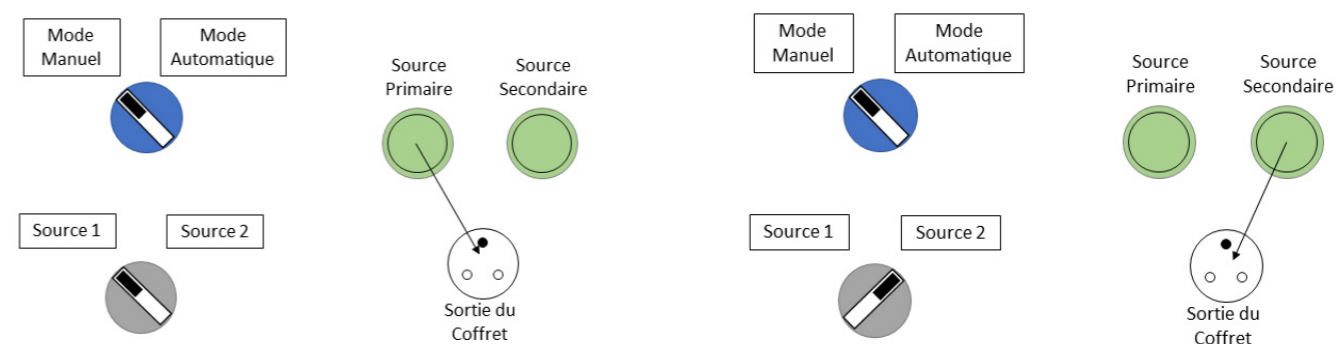 Mode
Manuel
Mode
Automatique
Source
Primaire
Source
Secondaire
Source 1
Source 2
Sortie du
Coffret
Mode
Manuel
Mode
Automatique
Source
Primaire
Source
Secondaire
Source 1
Source 2
Sortie du
Coffret